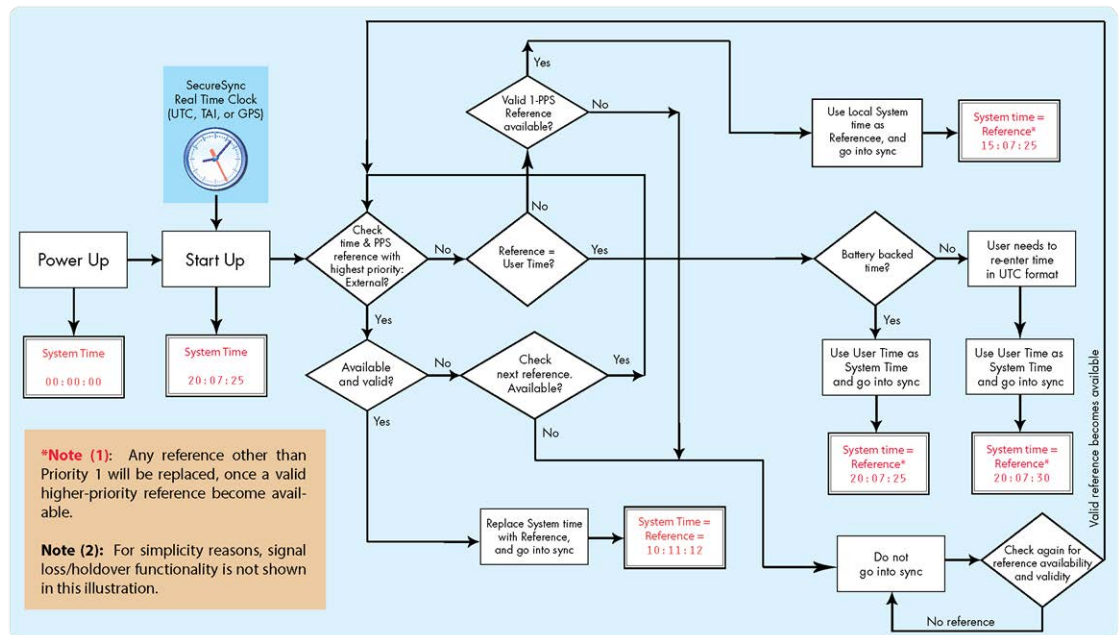 SecureSync
Real Time Clock
(UTC, TAI, or GPS)
Power Up
System Time
00:00:00
Start Up
System Time
20:07:25
Check
time & PPS
reference with
highest priority:
External?
No
Yes
Reference =
User Time?
No
Yes
Valid 1-PPS
Reference
available?
Yes
No
Use Local System
time as
Referencee, and
go into sync
System time =
Reference*
15:07:25
Battery backed
time?
No
Yes
User needs to
re-enter time
in UTC format
Use User Time as
System Time
and go into sync
Use User Time as
System Time
and go into sync
System time =
Reference*
20:07:25
System time =
Reference*
20:07:30
Available
and valid?
No
Yes
Check
next reference.
Available?
Yes
No
Replace System time
with Reference,
and go into sync
System Time =
Reference =
10:11:12
Do not
go into sync
Check again for
reference availability
and validity
No reference
Valid reference becomes available
*Note (1): Any reference other than
Priority 1 will be replaced, once a valid
higher-priority reference become avail-
able.
Note (2): For simplicity reasons, signal
loss/holdover functionality is not shown
in this illustration.